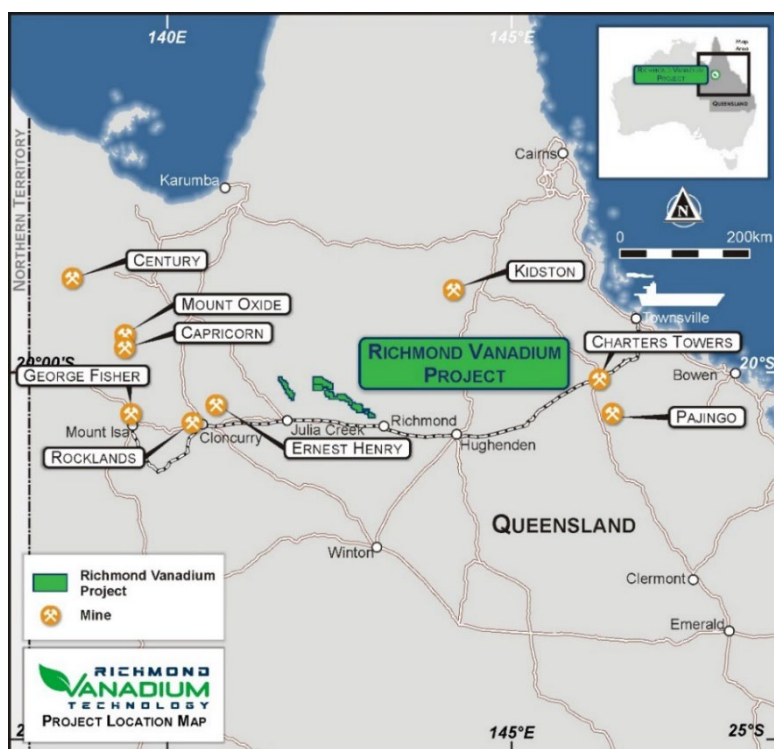 140E
145°E
Map
Area
RICHMOND VANADIUM
PROJECT
QUEENSLAND
NORTHERN TERRITORY
Cairns
Karumba
N
0 200km
CENTURY
KIDSTON
MOUNT OXIDE
CAPRICORN
Townsville
20°00'S
RICHMOND VANADIUM
PROJECT
CHARTERS TOWERS
20°S
GEORGE FISHER
Bowen
Mount Isa
Cloncurry
Julia Creek
Richmond
PAJINGO
ROCKLANDS
ERNEST HENRY
Hughenden
QUEENSLAND
Winton
Clermont
Emerald
Richmond Vanadium
Project
Mine
RICHMOND
VANADIUM
TECHNOLOGY
PROJECT LOCATION MAP
145°E
25°S